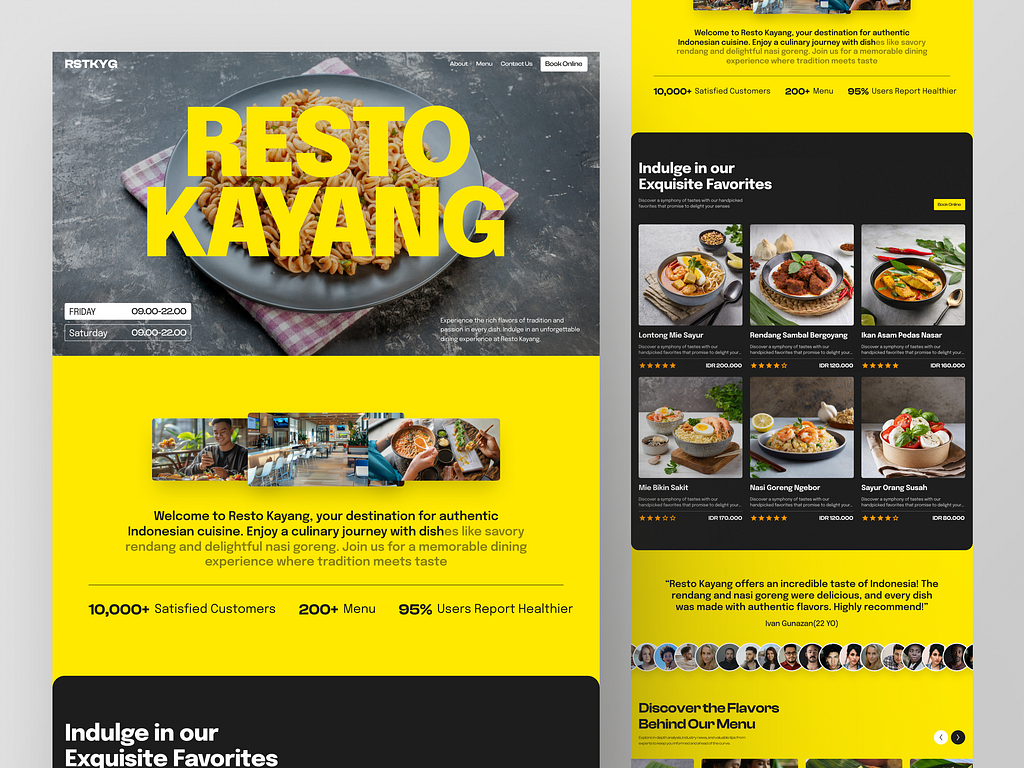 RSTKYG
About
Menu
Contact Us
Book Online
RESTO
KAYANG
FRIDAY 09.00-22.00
Saturday 09.00-22.00
Experience the rich flavors of tradition and
passion in every dish. Indulge in an unforgettable
dining experience at Resto Kayang.
Welcome to Resto Kayang, your destination for authentic
Indonesian cuisine. Enjoy a culinary journey with dishes like savory
rendang and delightful nasi goreng. Join us for a memorable dining
experience where tradition meets taste
10,000+ Satisfied Customers
200+ Menu
95% Users Report Healthier
Indulge in our
Exquisite Favorites
Welcome to Resto Kayang, your destination for authentic
Indonesian cuisine. Enjoy a culinary journey with dishes like savory
rendang and delightful nasi goreng. Join us for a memorable dining
experience where tradition meets taste
10,000+ Satisfied Customers
200+ Menu
95% Users Report Healthier
Indulge in our
Exquisite Favorites
Discover a symphony of tastes with our handpicked
favorites that promise to delight your senses
Book Online
Lontong Mie Sayur
Discover a symphony of tastes with our
handpicked favorites that promise to delight your...
IDR 200.000
Rendang Sambal Bergoyang
Discover a symphony of tastes with our
handpicked favorites that promise to delight your...
IDR 120.000
Ikan Asam Pedas Nasar
Discover a symphony of tastes with our
handpicked favorites that promise to delight your...
IDR 160.000
Mie Bikin Sakit
Discover a symphony of tastes with our
handpicked favorites that promise to delight your...
IDR 170.000
Nasi Goreng Ngebor
Discover a symphony of tastes with our
handpicked favorites that promise to delight your...
IDR 120.000
Sayur Orang Susah
Discover a symphony of tastes with our
handpicked favorites that promise to delight your...
IDR 80.000
“Resto Kayang offers an incredible taste of Indonesia! The
rendang and nasi goreng were delicious, and every dish
was made with authentic flavors. Highly recommend!”
Ivan Gunazan(22 YO)
Discover the Flavors
Behind Our Menu
Explore in-depth analysis, industry news, and valuable tips from
experts to keep you informed and ahead of the curve.